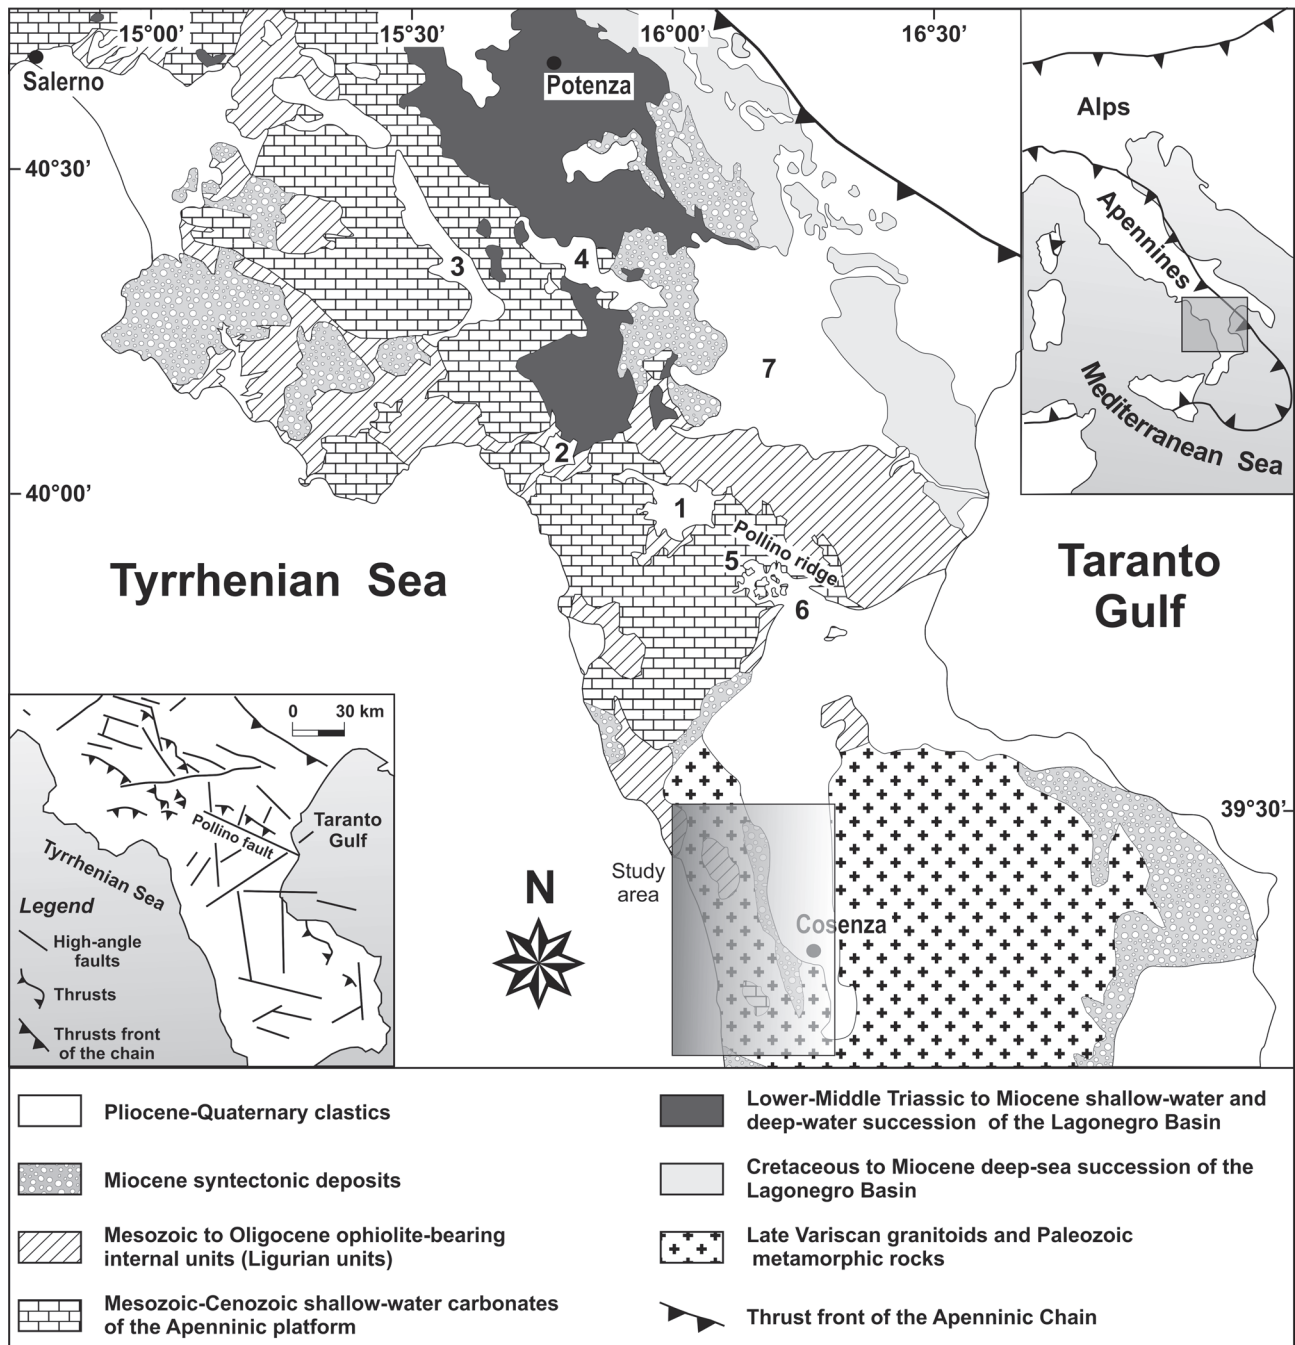 15°00’
15°30’
16°00’
16°30’
Salerno
Potenza
40°30’
Alps
Apennines
Mediterranean Sea
3
4
7
2
40°00’
1
Pollino ridge
5
6
Tyrrhenian Sea
Taranto
Gulf
0 30 km
Taranto
Gulf
Pollino fault
Tyrrhenian Sea
Legend
High-angle
faults
Thrusts
Thrusts front
of the chain
39°30’
Study
area
N
Cosenza
Pliocene-Quaternary clastics
Miocene syntectonic deposits
Mesozoic to Oligocene ophiolite-bearing
internal units (Ligurian units)
Mesozoic-Cenozoic shallow-water carbonates
of the Apenninic platform
Lower-Middle Triassic to Miocene shallow-water and
deep-water succession of the Lagonegro Basin
Cretaceous to Miocene deep-sea succession of the
Lagonegro Basin
Late Variscan granitoids and Paleozoic
metamorphic rocks
Thrust front of the Apenninic Chain